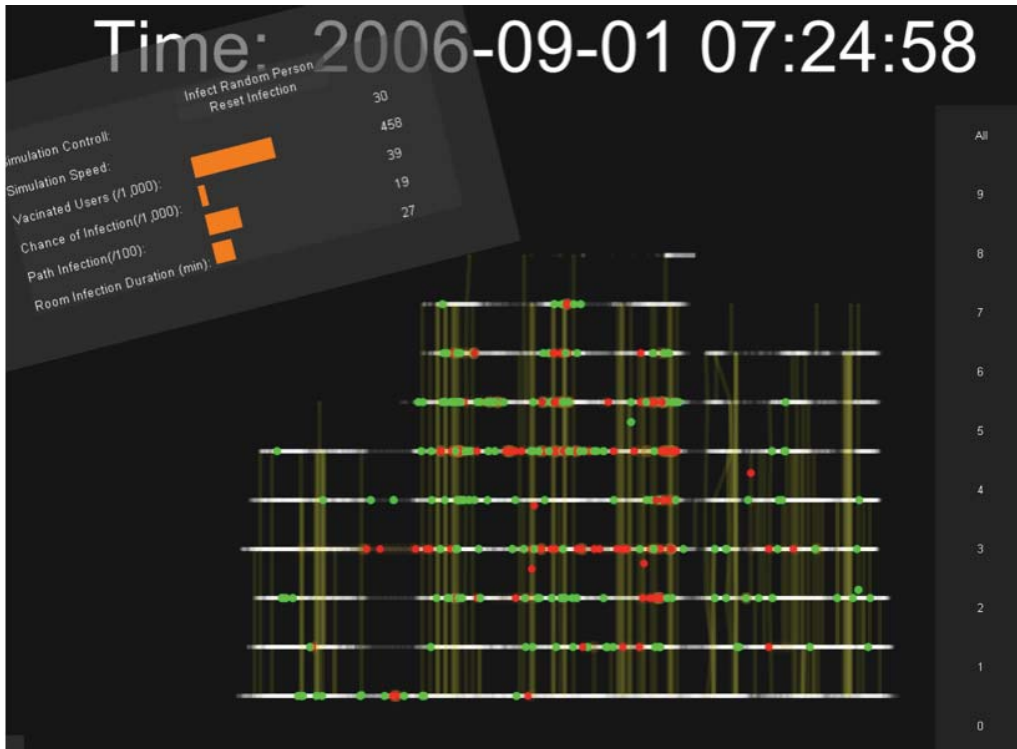 Time: 2006-09-01 07:24:58
Infect Random Person
Reset Infection
Simulation Controll:
30
Simulation Speed:
458
Vacinated Users (/1,000):
39
Chance of Infection(/1,000):
19
Path Infection(/100):
27
Room Infection Duration (min):
All
9
8
7
6
5
4
3
2
1
0